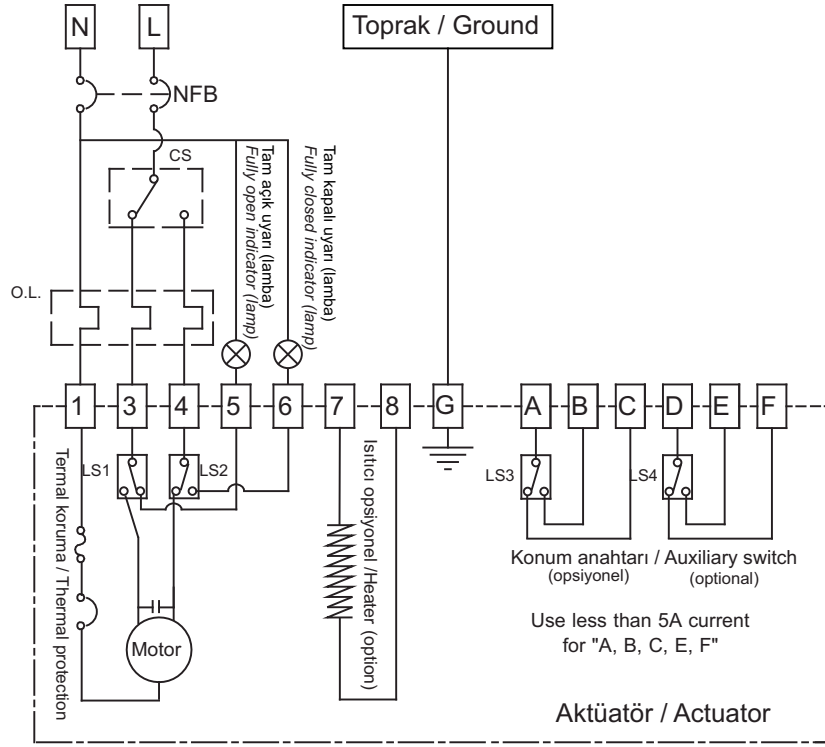 N
L
Toprak / Ground
NFB
CS
Tam açık uyarı (lamba)
Fully open indicator (lamp)
Tam kapalı uyarı (lamba)
Fully closed indicator (lamp)
O.L.
1
3
4
5
6
7
8
G
A
B
C
D
E
F
LS1
LS2
LS3
LS4
Termal koruma / Thermal protection
Isıtıcı opsiyonel /Heater (option)
Motor
Konum anahtarı / Auxiliary switch
(opsiyonel)
(optional)
Use less than 5A current
for "A, B, C, E, F"
Aktüatör / Actuator